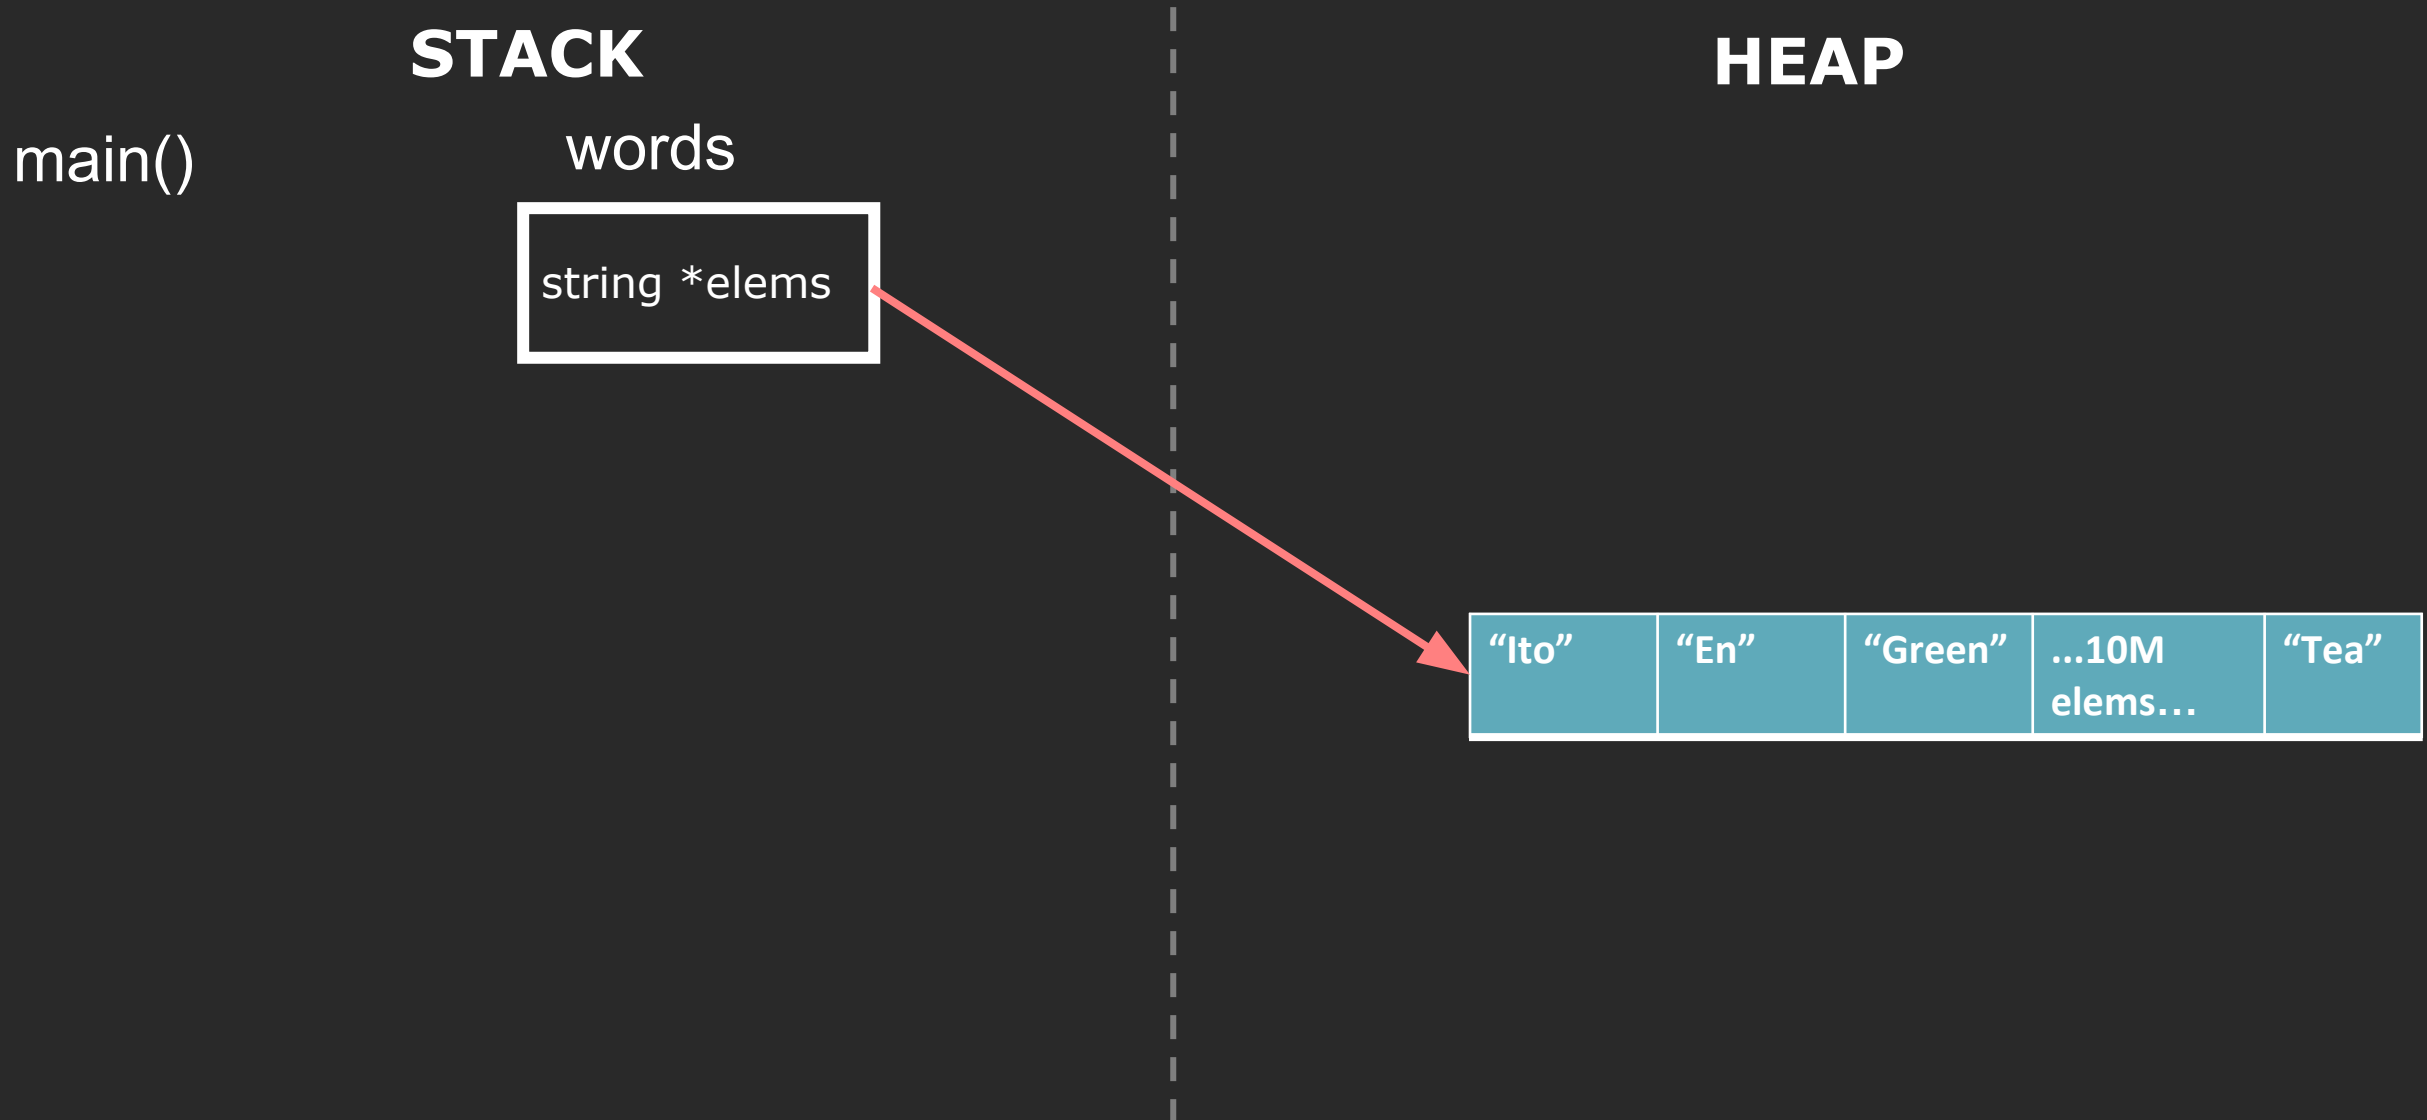 STACK
HEAP
main()
words
string *elems
“Ito”
“En”
“Green”
...10M
elems…
“Tea”